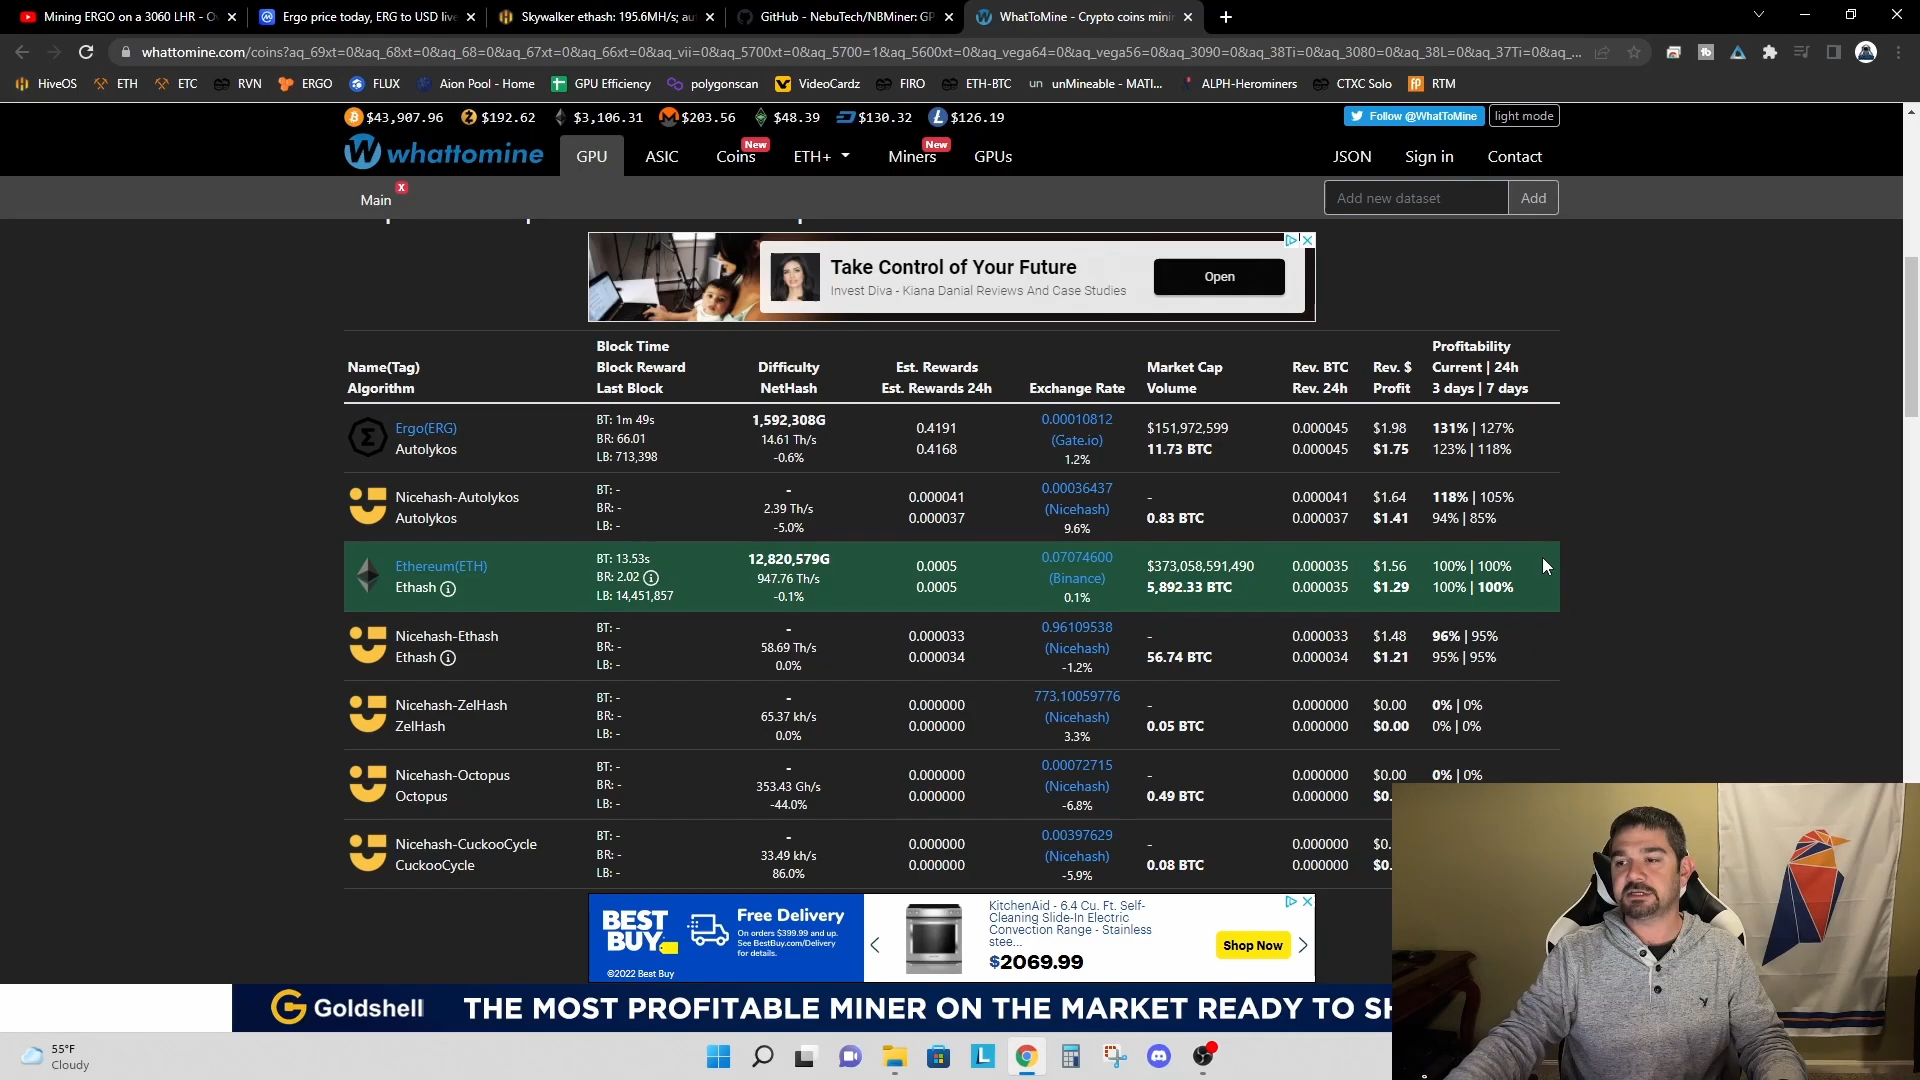 Mining ERGO on a 3060 LHR - Ov
Ergo price today, ERG to USD live
Skywalker ethash: 195.6MH/s; au
GitHub - NebuTech/NBMiner: GP
WhatToMine - Crypto coins mini
whattomine.com/coins?aq_69xt=0&aq_68xt=0&aq_68=0&aq_67xt=0&aq_66xt=0&aq_vii=0&aq_5700xt=0&aq_5700=1&aq_5600xt=0&aq_vega64=0&aq_vega56=0&aq_3090=0&aq_38Ti=0&aq_3080=0&aq_38L=0&aq_37Ti=0&aq_...
HiveOS ETH ETC RVN ERGO FLUX Aion Pool - Home GPU Efficiency polygonscan VideoCardz FIRO ETH-BTC unMineable - MATI... ALPH-Herominers CTXC Solo RTM
$43,907.96 $192.62 $3,106.31 $203.56 $48.39 $130.32 $126.19 Follow @WhatToMine light mode
whattomine GPU ASIC Coins New ETH+ Miners New GPUs JSON Sign in Contact
Main x Add new dataset Add
Take Control of Your Future
Invest Diva - Kiana Danial Reviews And Case Studies
Open
Name(Tag)
Algorithm
Block Time
Block Reward
Last Block
Difficulty
NetHash
Est. Rewards
Est. Rewards 24h
Exchange Rate
Market Cap
Volume
Rev. BTC
Rev. 24h
Rev. $
Profit
Profitability
Current | 24h
3 days | 7 days
Ergo(ERG)
Autolykos
BT: 1m 49s
BR: 66.01
LB: 713,398
1,592,308G
14.61 Th/s
-0.6%
0.4191
0.4168
0.00010812
(Gate.io)
1.2%
$151,972,599
11.73 BTC
0.000045
0.000045
$1.98
$1.75
131% | 127%
123% | 118%
Nicehash-Autolykos
Autolykos
BT: -
BR: -
LB: -
-
2.39 Th/s
-5.0%
0.000041
0.000037
0.00036437
(Nicehash)
9.6%
-
0.83 BTC
0.000041
0.000037
$1.64
$1.41
118% | 105%
94% | 85%
Ethereum(ETH)
Ethash
BT: 13.53s
BR: 2.02
LB: 14,451,857
12,820,579G
947.76 Th/s
-0.1%
0.0005
0.0005
0.07074600
(Binance)
0.1%
$373,058,591,490
5,892.33 BTC
0.000035
0.000035
$1.56
$1.29
100% | 100%
100% | 100%
Nicehash-Ethash
Ethash
BT: -
BR: -
LB: -
-
58.69 Th/s
0.0%
0.000033
0.000034
0.96109538
(Nicehash)
-1.2%
-
56.74 BTC
0.000033
0.000034
$1.48
$1.21
96% | 95%
95% | 95%
Nicehash-ZelHash
ZelHash
BT: -
BR: -
LB: -
-
65.37 kh/s
0.0%
0.000000
0.000000
773.10059776
(Nicehash)
3.3%
-
0.05 BTC
0.000000
0.000000
$0.00
$0.00
0% | 0%
0% | 0%
Nicehash-Octopus
Octopus
BT: -
BR: -
LB: -
-
353.43 Gh/s
-44.0%
0.000000
0.000000
0.00072715
(Nicehash)
-6.8%
-
0.49 BTC
0.000000
0.000000
$0.00
$0.
0% | 0%
Nicehash-CuckooCycle
CuckooCycle
BT: -
BR: -
LB: -
-
33.49 kh/s
86.0%
0.000000
0.000000
0.00397629
(Nicehash)
-5.9%
-
0.08 BTC
0.000000
0.000000
$0.
$0.
BEST
BUY
Free Delivery
On orders $399.99 and up.
See BestBuy.com/Delivery
for details.
©2022 Best Buy
KitchenAid - 6.4 Cu. Ft. Self-
Cleaning Slide-In Electric
Convection Range - Stainless
stee...
$2069.99
Shop Now
Goldshell THE MOST PROFITABLE MINER ON THE MARKET READY TO SH
55°F
Cloudy